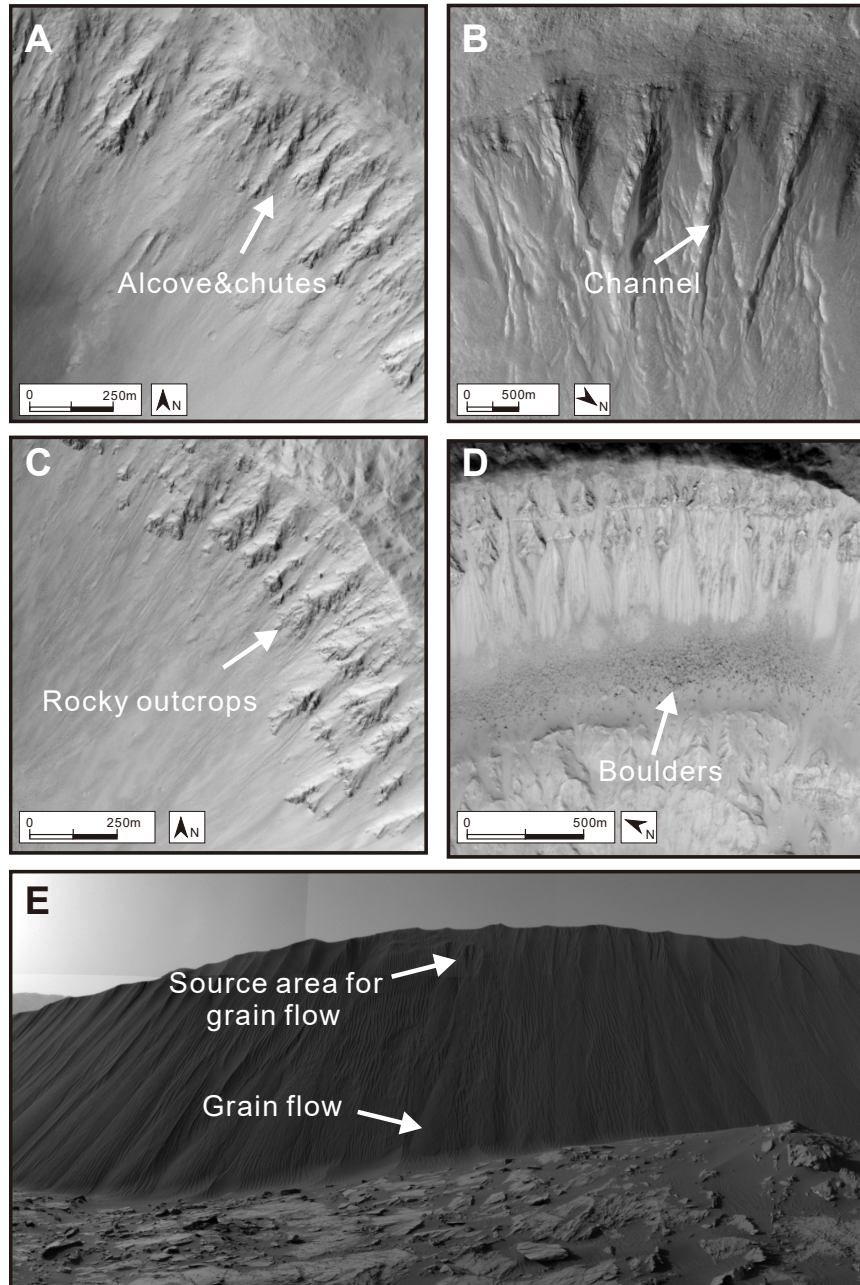 A
Alcove&chutes
0 250m
N
B
Channel
0 500m
N
C
Rocky outcrops
0 250m
N
D
Boulders
0 500m
N
E
Source area for
grain flow
Grain flow